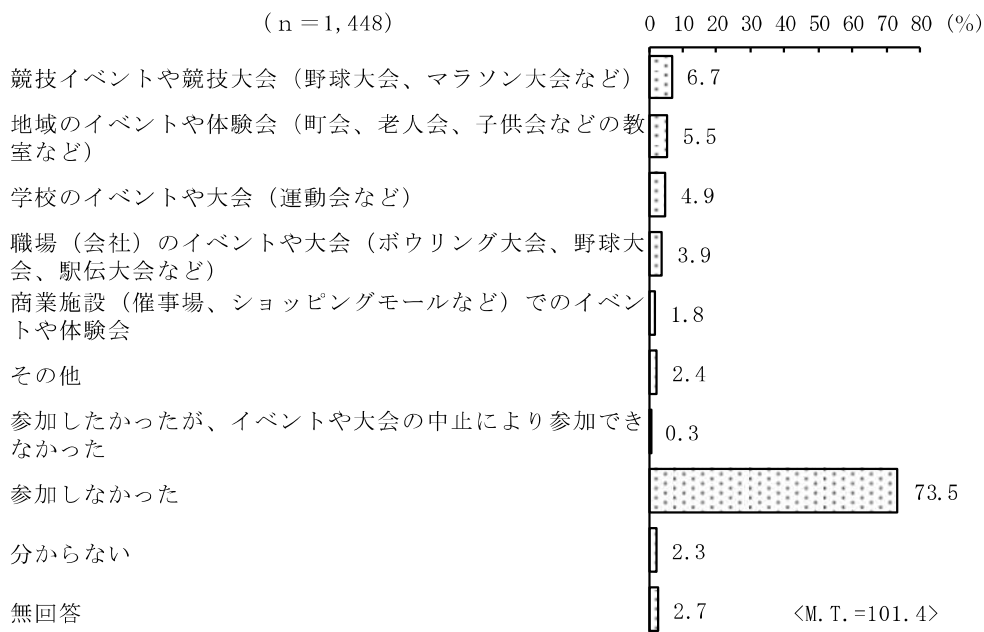 (n=1,448)
0 10 20 30 40 50 60 70 80 (%)
競技イベントや競技大会（野球大会、マラソン大会など） 6.7
地域のイベントや体験会（町会、老人会、子供会などの教
室など） 5.5
学校のイベントや大会（運動会など） 4.9
職場（会社）のイベントや大会（ボウリング大会、野球大
会、駅伝大会など） 3.9
商業施設（催事場、ショッピングモールなど）でのイベン
トや体験会 1.8
その他 2.4
参加したかったが、イベントや大会の中止により参加でき
なかった 0.3
参加しなかった 73.5
分からない 2.3
無回答 2.7
<M.T.=101.4>